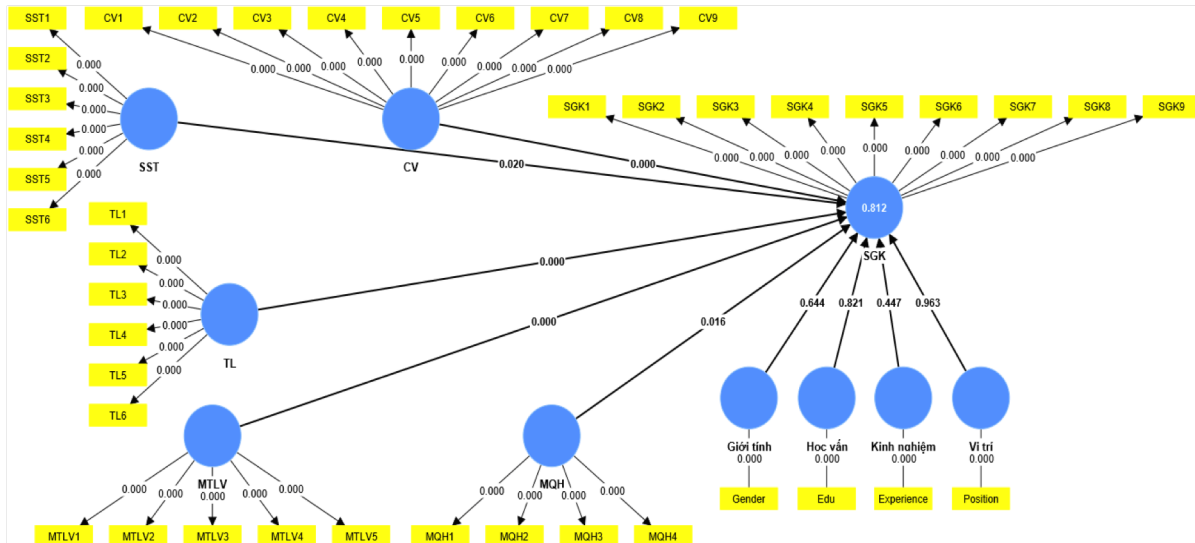 SST1 CV1 CV2 CV3 CV4 CV5 CV6 CV7 CV8 CV9
0.000 0.000 0.000 0.000 0.000 0.000 0.000 0.000 0.000
SST2
0.000
SST3
0.000
SST4
0.000
SST5
0.000
SST6
0.000
0.000
SST
CV
0.020
0.000
SGK1 SGK2 SGK3 SGK4 SGK5 SGK6 SGK7 SGK8 SGK9
0.000 0.000 0.000 0.000 0.000 0.000 0.000 0.000 0.000
0.812
SGK
TL1
0.000
TL2
0.000
TL3
0.000
TL4
0.000
TL5
0.000
TL6
0.000
TL
0.000
0.000
0.016
0.644 0.821 0.447 0.963
MTLV
0.000 0.000 0.000 0.000 0.000
MTLV1 MTLV2 MTLV3 MTLV4 MTLV5
MQH
0.000 0.000 0.000 0.000
MQH1 MQH2 MQH3 MQH4
Giới tính Học vấn Kinh nghiệm Vị trí
0.000 0.000 0.000 0.000
Gender Edu Experience Position